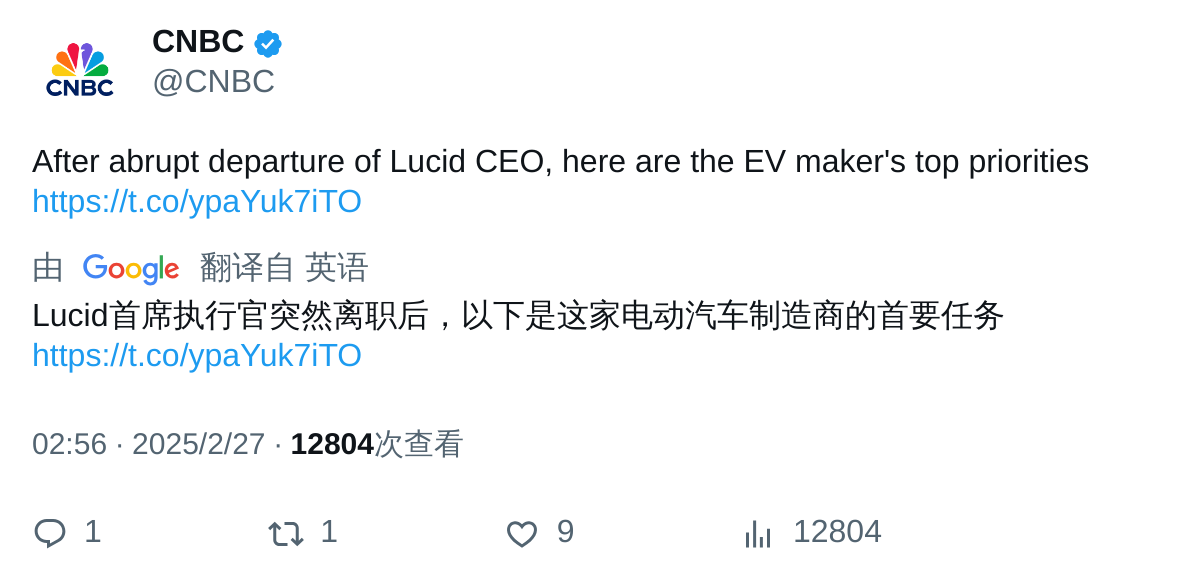 CNBC
CNBC
@CNBC
After abrupt departure of Lucid CEO, here are the EV maker's top priorities
https://t.co/ypaYuk7iTO
由 Google 翻译自 英语
Lucid首席执行官突然离职后，以下是这家电动汽车制造商的首要任务
https://t.co/ypaYuk7iTO
02:56 · 2025/2/27 · 12804次查看
1 1 9 12804